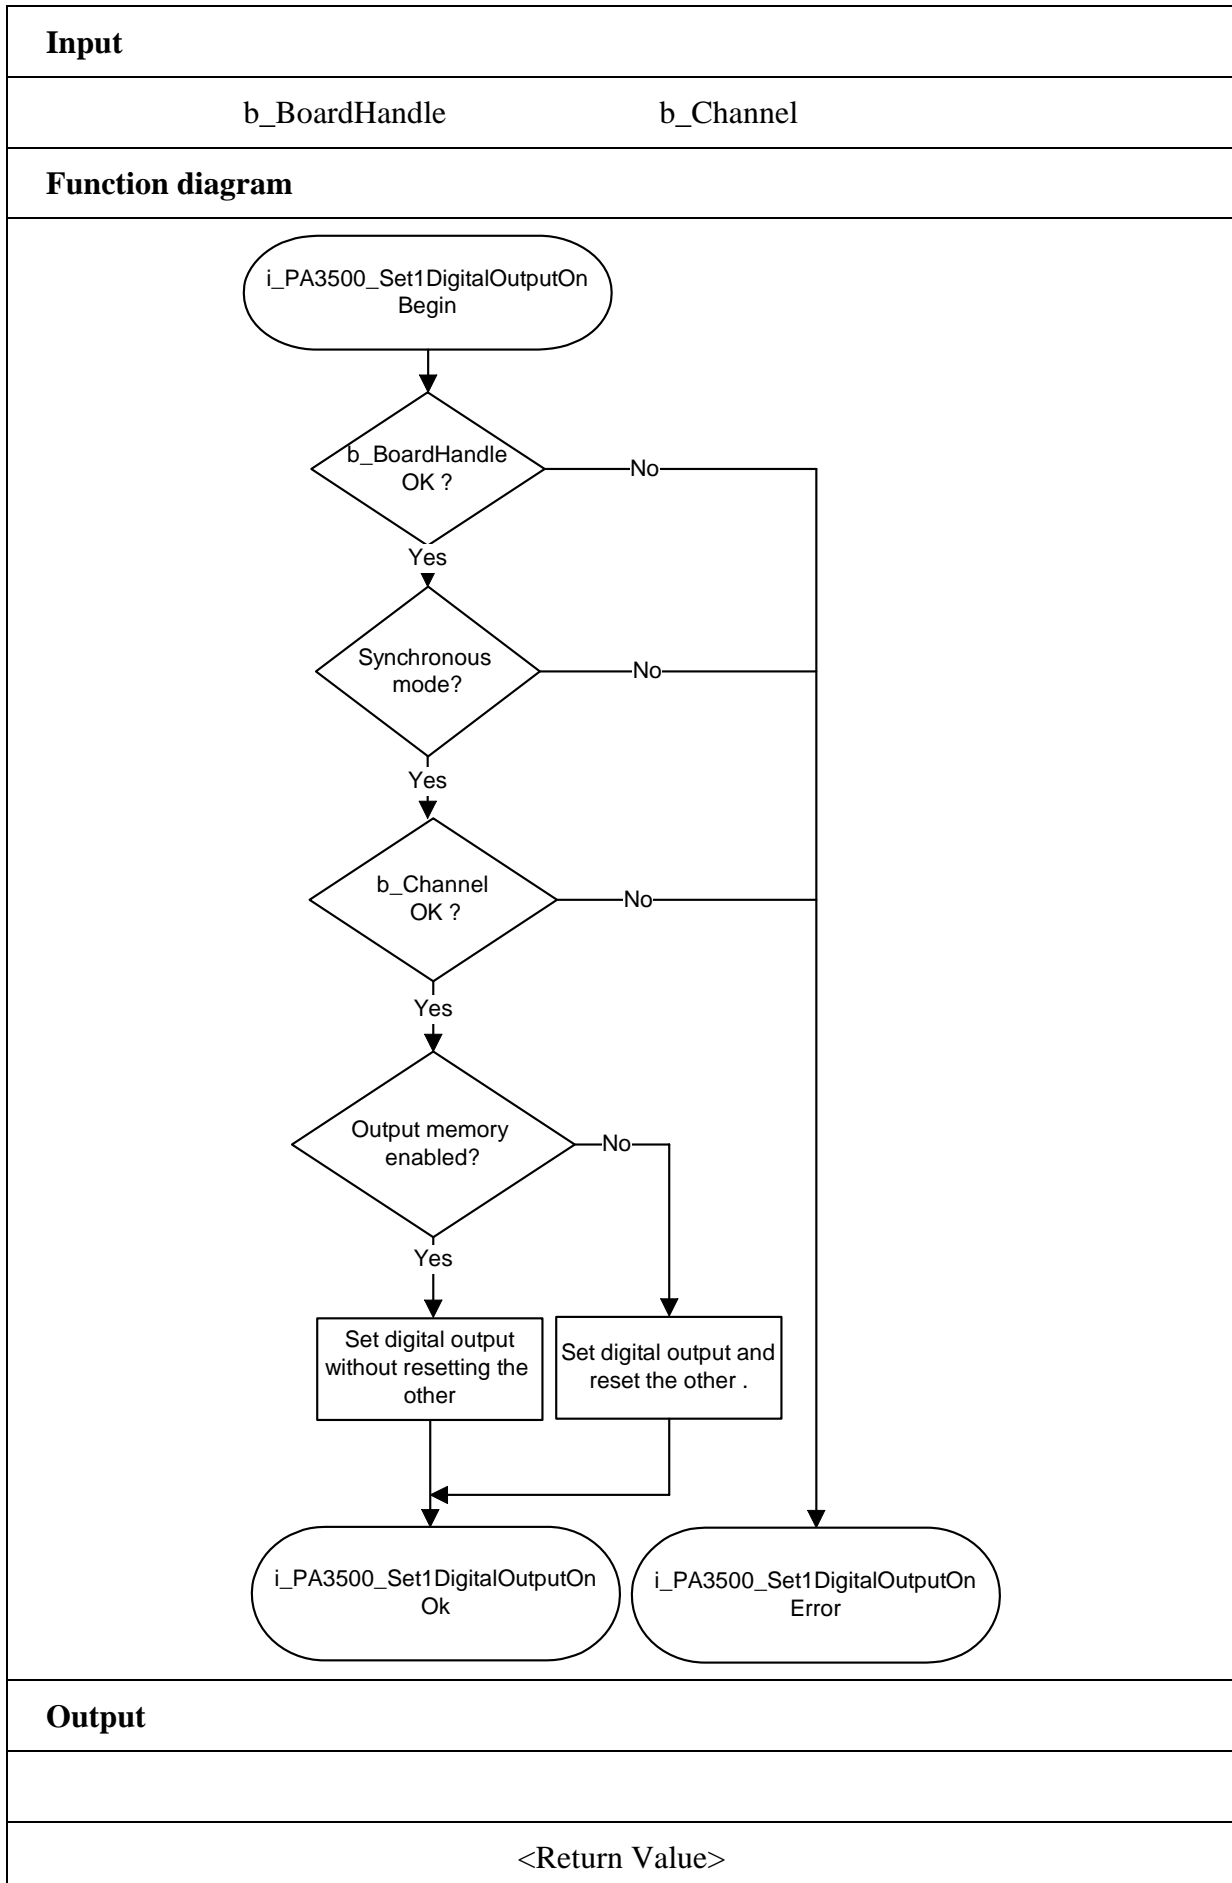 Input
b_BoardHandle b_Channel
Function diagram
i_PA3500_Set1DigitalOutputOn
Begin
b_BoardHandle
OK ?
No
Yes
Synchronous
mode?
No
Yes
b_Channel
OK ?
No
Yes
Output memory
enabled?
No
Yes
Set digital output
without resetting the
other
Set digital output and
reset the other .
i_PA3500_Set1DigitalOutputOn
Ok
i_PA3500_Set1DigitalOutputOn
Error
Output
<Return Value>